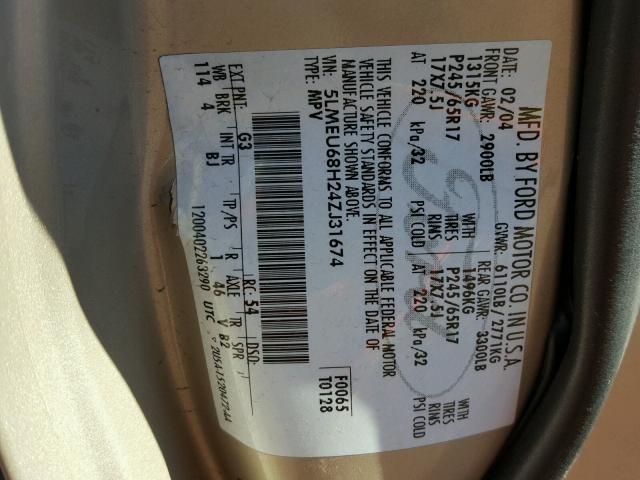 MFD. BY FORD MOTOR CO. IN U.S.A.
DATE: 02/04 GVWR: 6110LB/2771KG
FRONT GAWR: 2900LB REAR GAWR: 3300LB
1315KG WITH 1496KG WITH
P245/65R17 TIRES P245/65R17 TIRES
17X7.5J RIMS 17X7.5J RIMS
AT 220 kPa/32 PSI COLD AT 220 kPa/32 PSI COLD
THIS VEHICLE CONFORMS TO ALL APPLICABLE FEDERAL MOTOR
VEHICLE SAFETY STANDARDS IN EFFECT ON THE DATE OF
MANUFACTURE SHOWN ABOVE.
VIN: 5LMEU68H24ZJ31674 F0065
TYPE: MPV T0128
EXT PNT: G3 RC: 54 DSO:
WB BRK INT TR TP/PS R AXLE TR SPR
114 4 BJ 1 46 V B2
1200402263290 UTC